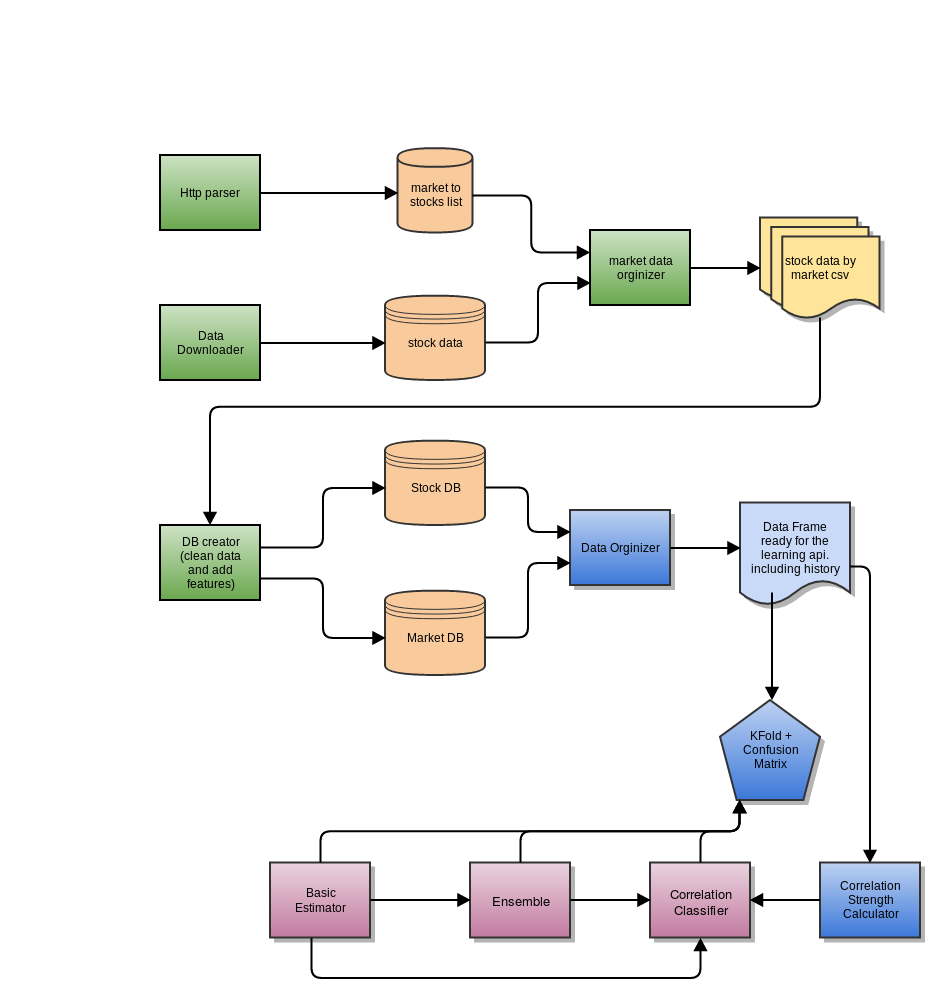 Http parser
market to
stocks list
market data
orginizer
stock data by
market csv
Data
Downloader
stock data
Stock DB
DB creator
(clean data
and add
features)
Data Orginizer
Data Frame
ready for the
learning api.
including history
Market DB
KFold +
Confusion
Matrix
Basic
Estimator
Ensemble
Correlation
Classifier
Correlation
Strength
Calculator